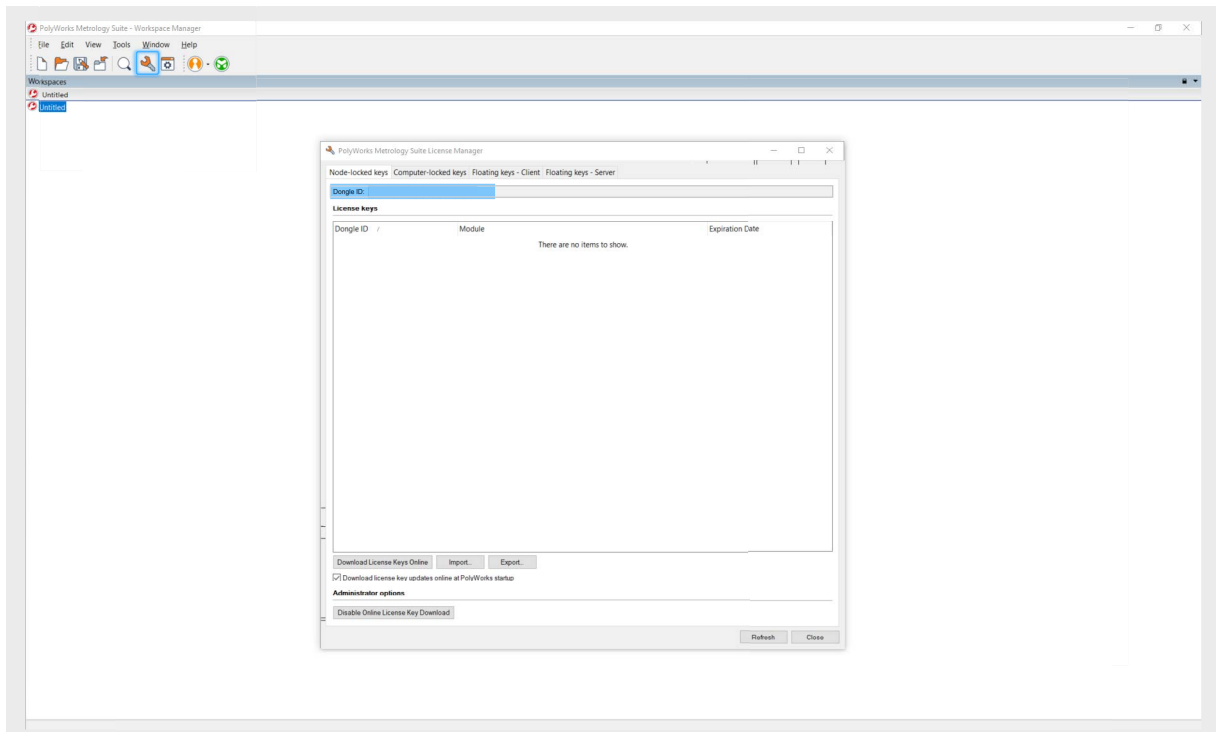 PolyWorks Metrology Suite - Workspace Manager
File Edit View Tools Window Help
Workspaces
Untitled
Untitled
PolyWorks Metrology Suite License Manager
Node-locked keys Computer-locked keys Floating keys - Client Floating keys - Server
Dongle ID:
License keys
Dongle ID / Module Expiration Date
There are no items to show.
Download License Keys Online Import... Export...
Download license key updates online at PolyWorks startup
Administrator options
Disable Online License Key Download
Refresh Close